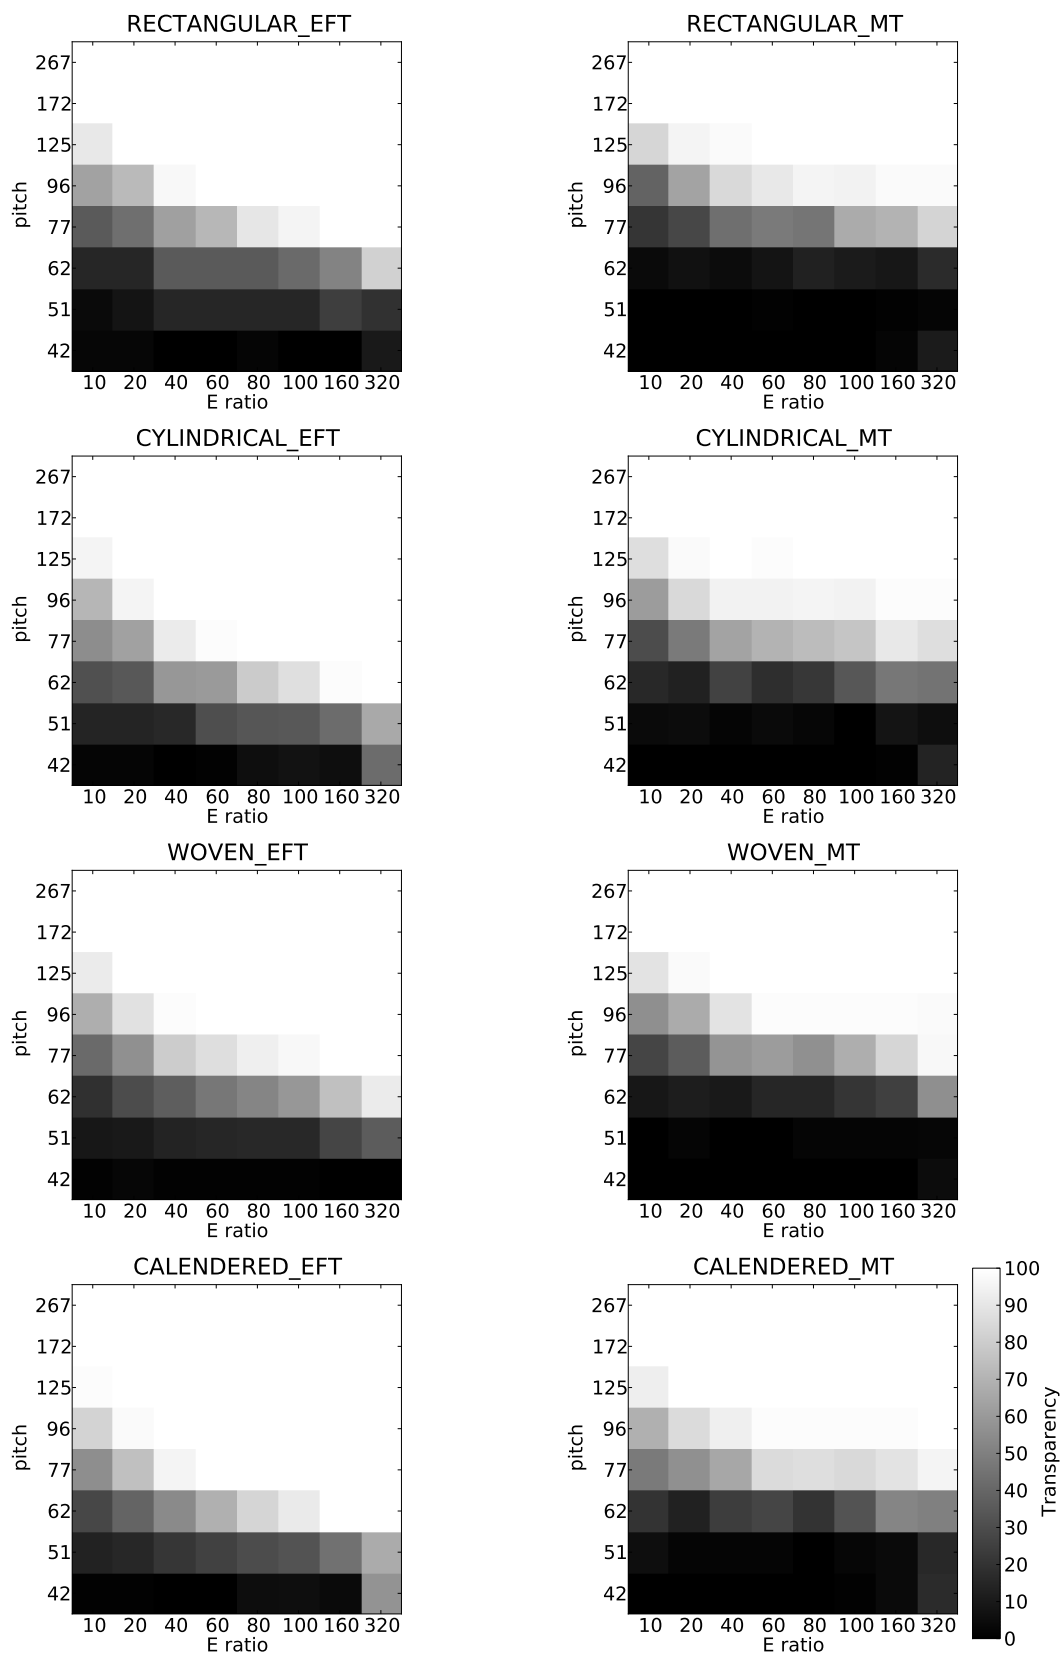 RECTANGULAR_EFT
RECTANGULAR_MT
267
172
125
96
77
62
51
42
pitch
10 20 40 60 80 100 160 320
E ratio
267
172
125
96
77
62
51
42
pitch
10 20 40 60 80 100 160 320
E ratio
CYLINDRICAL_EFT
CYLINDRICAL_MT
267
172
125
96
77
62
51
42
pitch
10 20 40 60 80 100 160 320
E ratio
267
172
125
96
77
62
51
42
pitch
10 20 40 60 80 100 160 320
E ratio
WOVEN_EFT
WOVEN_MT
267
172
125
96
77
62
51
42
pitch
10 20 40 60 80 100 160 320
E ratio
267
172
125
96
77
62
51
42
pitch
10 20 40 60 80 100 160 320
E ratio
CALENDERED_EFT
CALENDERED_MT
267
172
125
96
77
62
51
42
pitch
10 20 40 60 80 100 160 320
E ratio
267
172
125
96
77
62
51
42
pitch
10 20 40 60 80 100 160 320
E ratio
100
90
80
70
60
50
40
30
20
10
0
Transparency